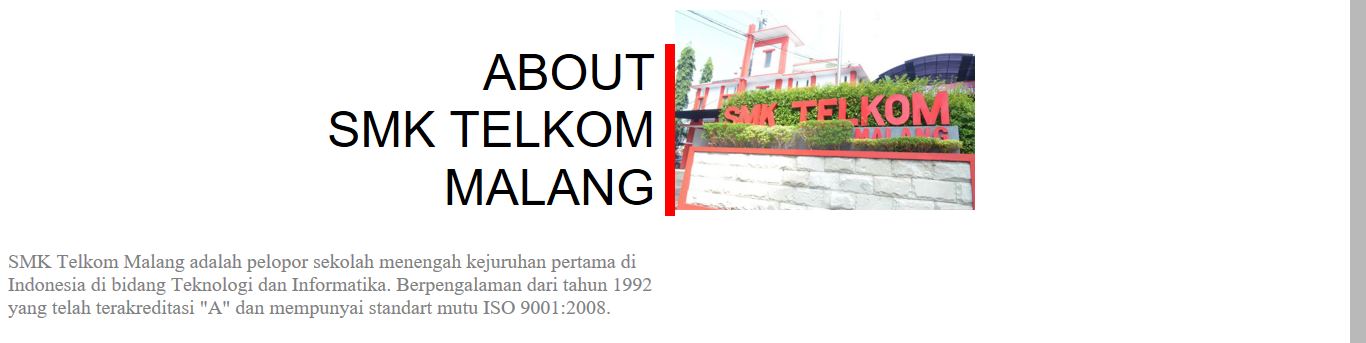 ABOUT
SMK TELKOM
MALANG
SMK TELKOM
MALANG
SMK Telkom Malang adalah pelopor sekolah menengah kejuruhan pertama di
Indonesia di bidang Teknologi dan Informatika. Berpengalaman dari tahun 1992
yang telah terakreditasi "A" dan mempunyai standart mutu ISO 9001:2008.